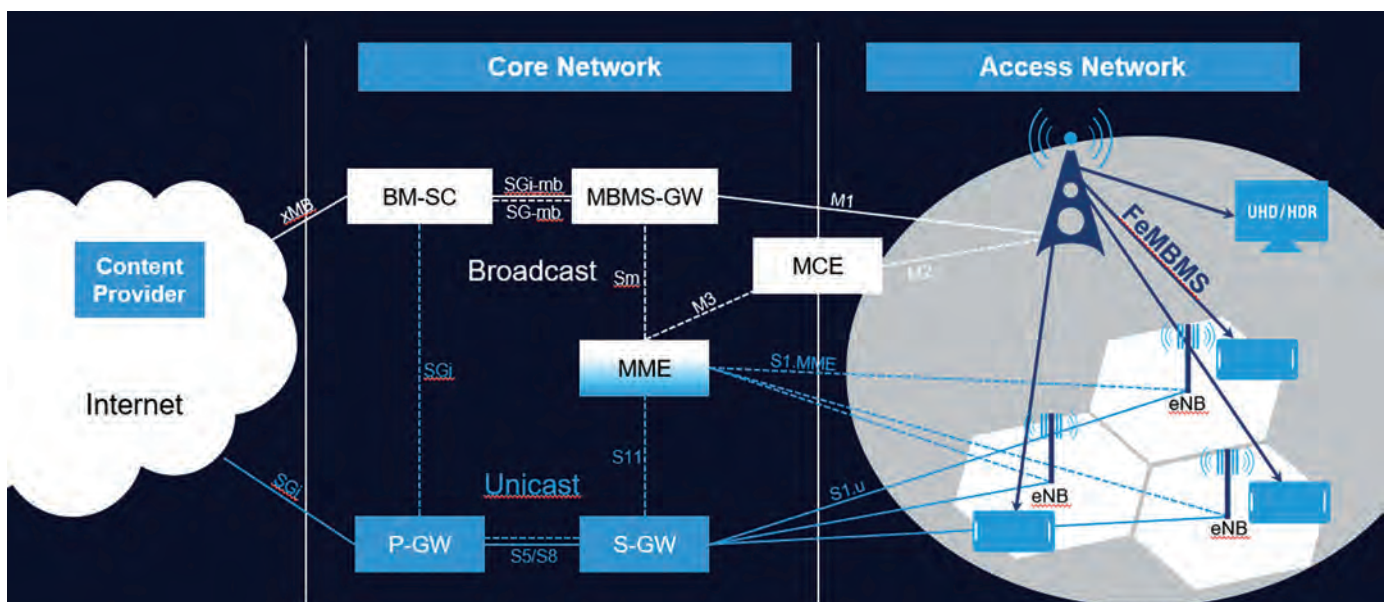 Core Network
Access Network
BM-SC
SGi-mb
SG-mb
MBMS-GW
xMB
M1
UHD/HDR
FeMBMS
Content
Provider
Broadcast
Sm
MCE
M2
M3
Internet
SGi
MME
S1.MME
eNB
S11
SGi
Unicast
S1.u
eNB
eNB
P-GW
S5/S8
S-GW